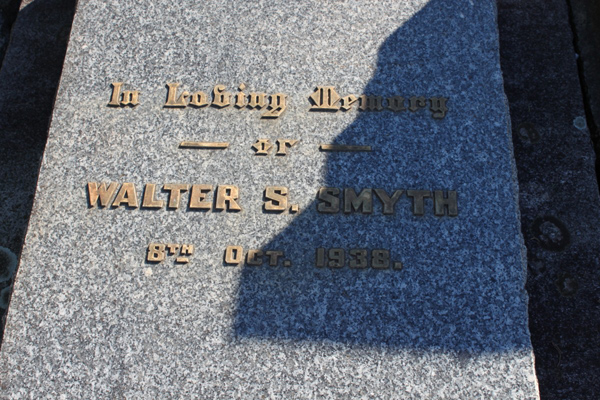 In Loving Memory
— of —
WALTER S. SMYTH
8TH OCT. 1938.